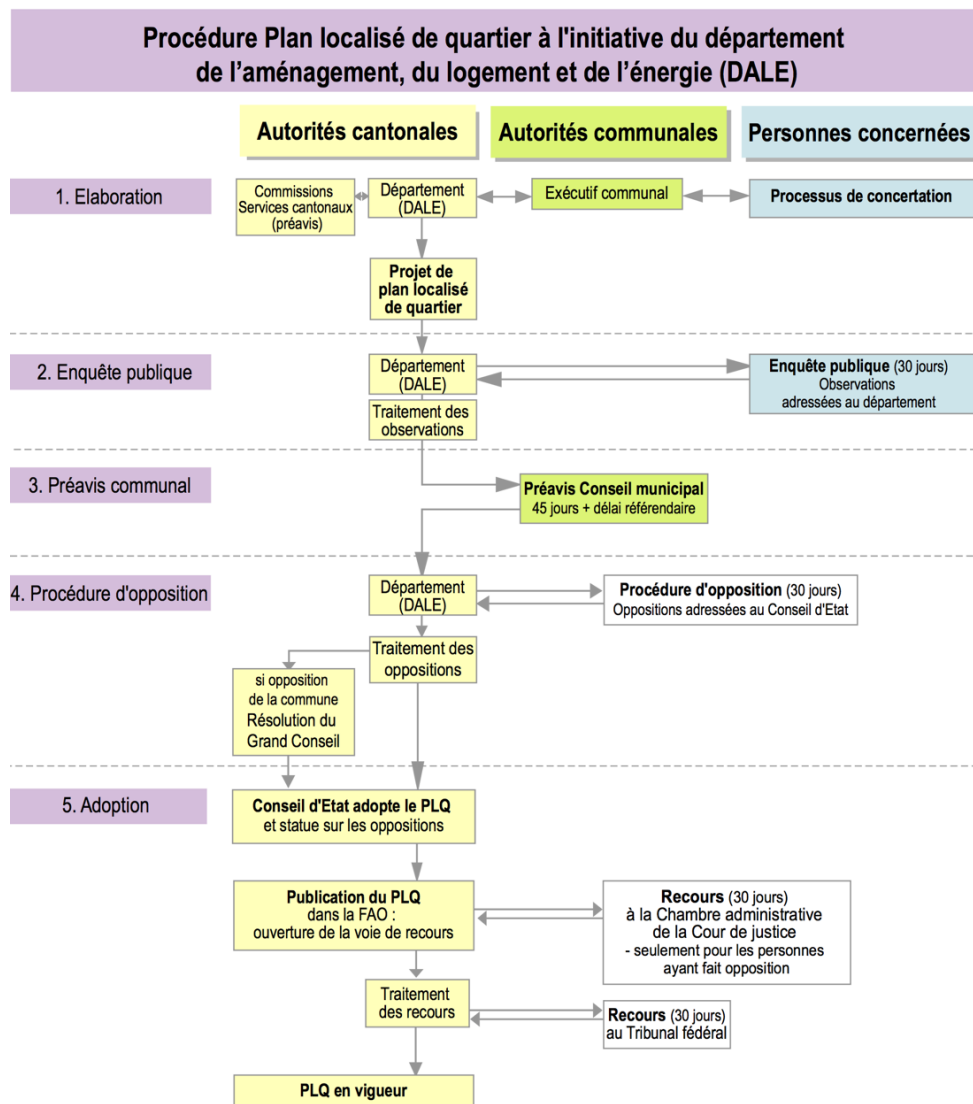 Procédure Plan localisé de quartier à l'initiative du département
de l'aménagement, du logement et de l'énergie (DALE)
Autorités cantonales
Autorités communales
Personnes concernées
1. Elaboration
Commissions
Services cantonaux
(préavis)
Département
(DALE)
Exécutif communal
Processus de concertation
Projet de
plan localisé
de quartier
2. Enquête publique
Département
(DALE)
Enquête publique (30 jours)
Observations
adressées au département
Traitement des
observations
3. Préavis communal
Préavis Conseil municipal
45 jours + délai référendaire
4. Procédure d'opposition
Département
(DALE)
Procédure d'opposition (30 jours)
Oppositions adressées au Conseil d'Etat
Traitement des
oppositions
si opposition
de la commune
Résolution du
Grand Conseil
5. Adoption
Conseil d'Etat adopte le PLQ
et statue sur les oppositions
Publication du PLQ
dans la FAO :
ouverture de la voie de recours
Recours (30 jours)
à la Chambre administrative
de la Cour de justice
- seulement pour les personnes
ayant fait opposition
Traitement
des recours
Recours (30 jours)
au Tribunal fédéral
PLQ en vigueur